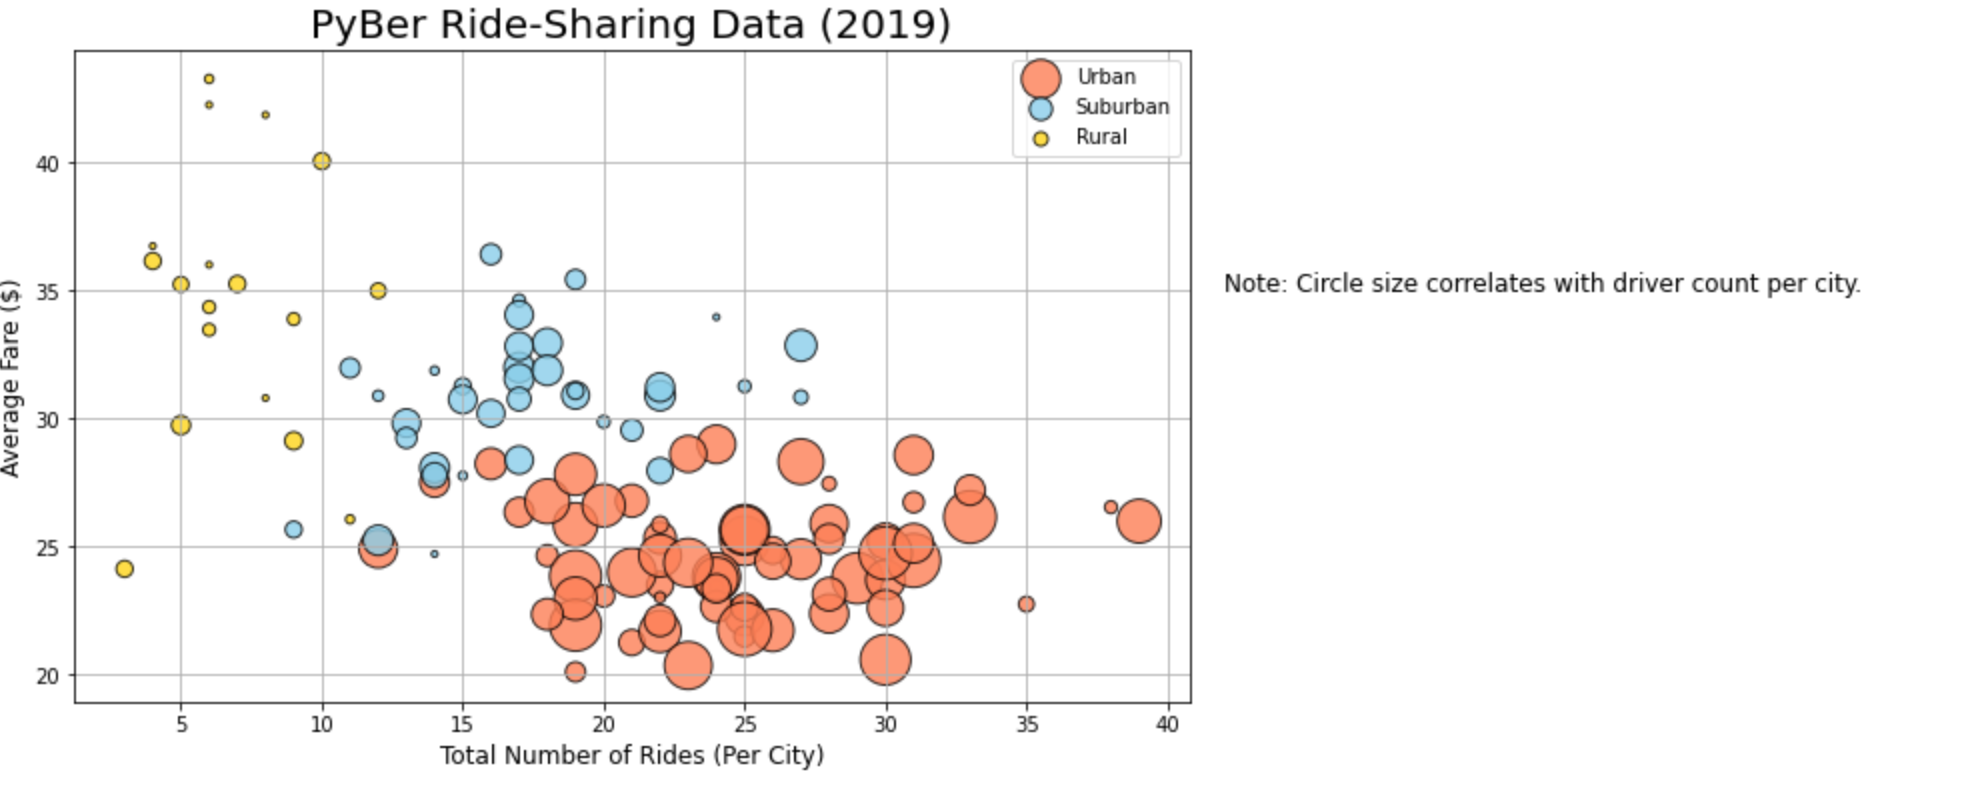 PyBer Ride-Sharing Data (2019)
Urban
Suburban
Rural
40
35
30
25
20
Average Fare ($)
Note: Circle size correlates with driver count per city.
5 10 15 20 25 30 35 40
Total Number of Rides (Per City)